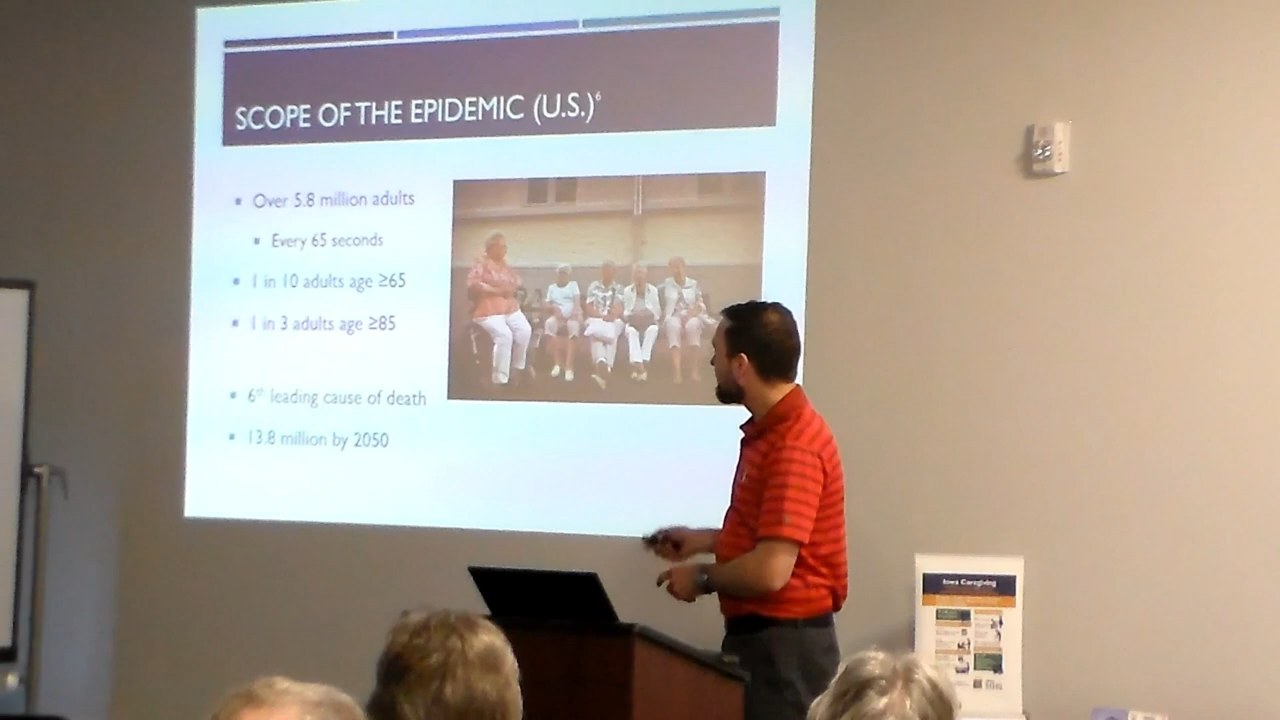 SCOPE OF THE EPIDEMIC (U.S.)⁶
Over 5.8 million adults
Every 65 seconds
1 in 10 adults age ≥65
1 in 3 adults age ≥85
6th leading cause of death
13.8 million by 2050
Iowa Caregiving